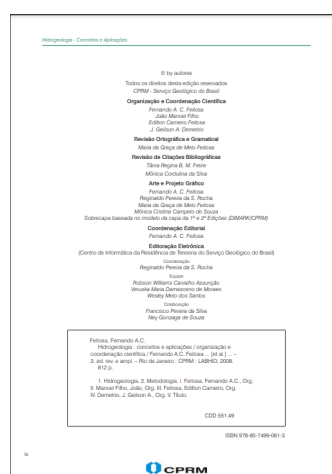 Hidrogeologia - Conceitos e Aplicações
© by autores
Todos os direitos desta edição reservados
CPRM - Serviço Geológico do Brasil
Organização e Coordenação Científica
Fernando A. C. Feitosa
João Manoel Filho
Edilton Carneiro Feitosa
J. Geilson A. Demetrio
Revisão Ortográfica e Gramatical
Maria da Graça de Melo Feitosa
Revisão de Citações Bibliográficas
Tânia Regina B. M. Freire
Mônica Cordulina da Silva
Arte e Projeto Gráfico
Fernando A. C. Feitosa
Reginaldo Pereira da S. Rocha
Maria da Graça de Melo Feitosa
Mônica Cristina Campelo de Souza
Sobrecapa baseada no modelo da capa da 1ª e 2ª Edições (DIMARK/CPRM)
Coordenação Editorial
Fernando A. C. Feitosa
Editoração Eletrônica
(Centro de Informática da Residência de Teresina do Serviço Geológico do Brasil)
Coordenação
Reginaldo Pereira da S. Rocha
Equipe
Robson Williams Carvalho Assunção
Veruska Maria Damasceno de Moraes
Wesley Melo dos Santos
Colaboração
Francisco Pereira da Silva
Ney Gonzaga de Souza
Feitosa, Fernando A.C.
Hidrogeologia : conceitos e aplicações / organização e
coordenação científica / Fernando A.C. Feitosa ... [et al.] ... –
3. ed. rev. e ampl. – Rio de Janeiro : CPRM : LABHID, 2008.
812 p.
1. Hidrogeologia. 2. Metodologia. I. Feitosa, Fernando A.C., Org.
II. Manoel Filho, João, Org. III. Feitosa, Edilton Carneiro, Org.
IV. Demetrio, J. Geilson A., Org. V. Título.
CDD 551.49
ISBN 978-85-7499-061-3
iv
CPRM